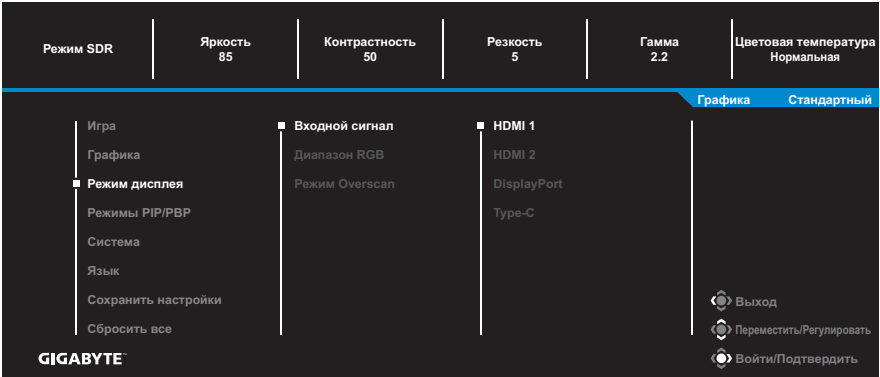 Режим SDR
Яркость
85
Контрастность
50
Резкость
5
Гамма
2.2
Цветовая температура
Нормальная
Графика Стандартный
Игра
Графика
Режим дисплея
Режимы PIP/PBP
Система
Язык
Сохранить настройки
Сбросить все
Входной сигнал
Диапазон RGB
Режим Overscan
HDMI 1
HDMI 2
DisplayPort
Type-C
Выход
Переместить/Регулировать
Войти/Подтвердить
GIGABYTE™